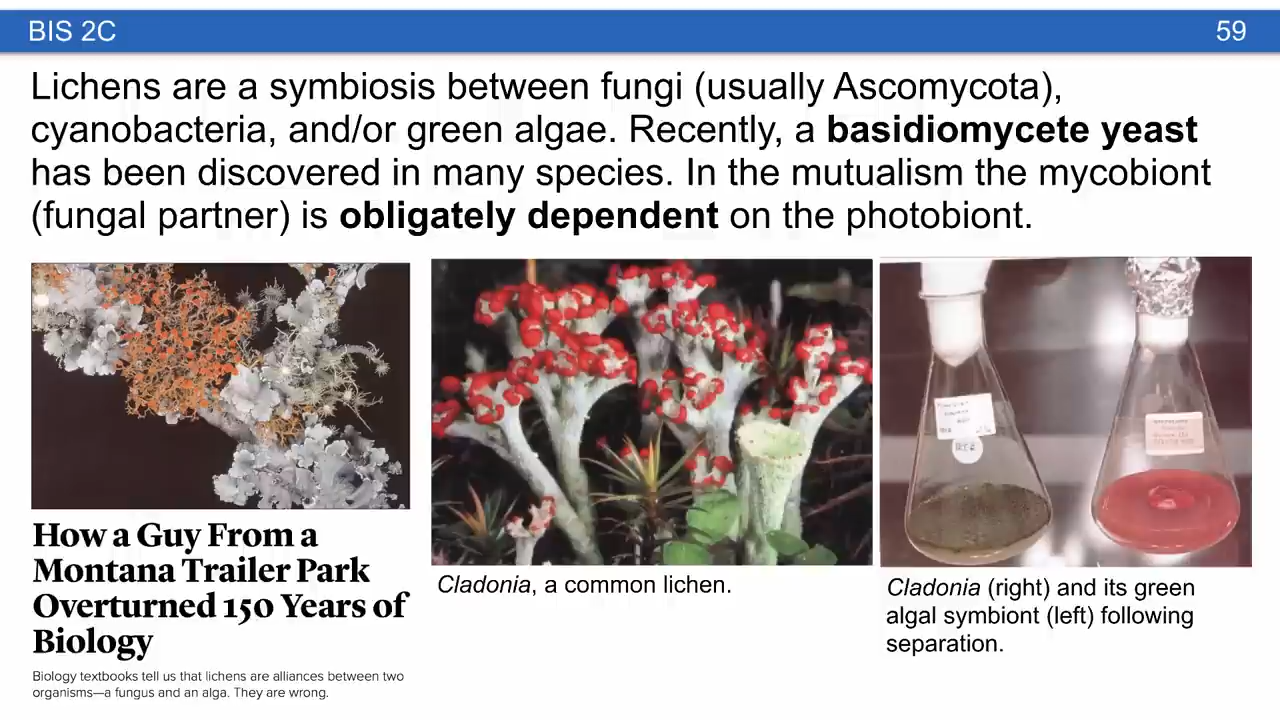 BIS 2C
59
Lichens are a symbiosis between fungi (usually Ascomycota),
cyanobacteria, and/or green algae. Recently, a basidiomycete yeast
has been discovered in many species. In the mutualism the mycobiont
(fungal partner) is obligately dependent on the photobiont.
How a Guy From a
Montana Trailer Park
Overturned 150 Years of
Biology
Biology textbooks tell us that lichens are alliances between two
organisms—a fungus and an alga. They are wrong.
Cladonia, a common lichen.
Cladonia (right) and its green
algal symbiont (left) following
separation.